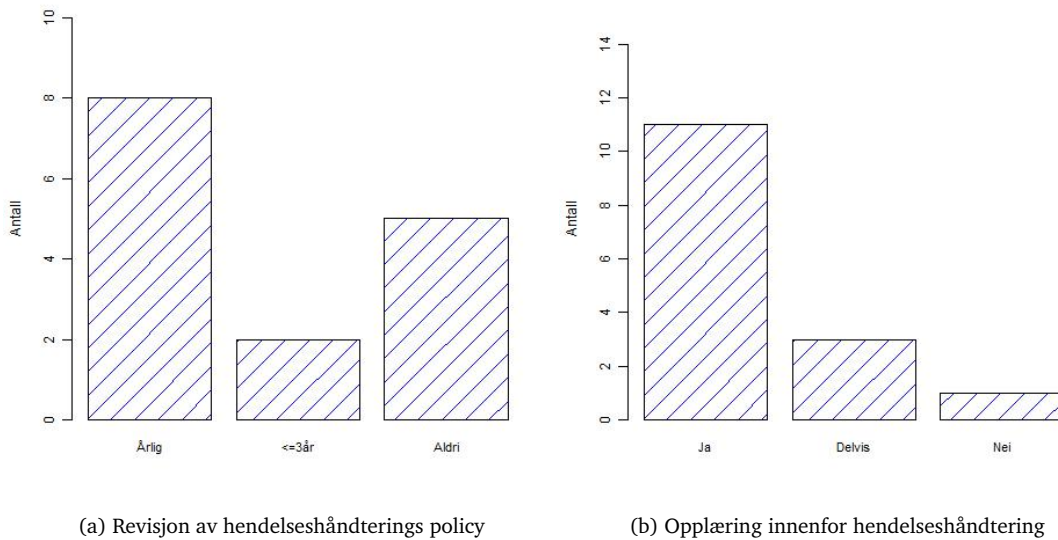 Antall
10
8
6
4
2
0
Årlig
<=3år
Aldri
(a) Revisjon av hendelseshåndterings policy
Antall
14
12
10
8
6
4
2
0
Ja
Delvis
Nei
(b) Opplæring innenfor hendelseshåndtering